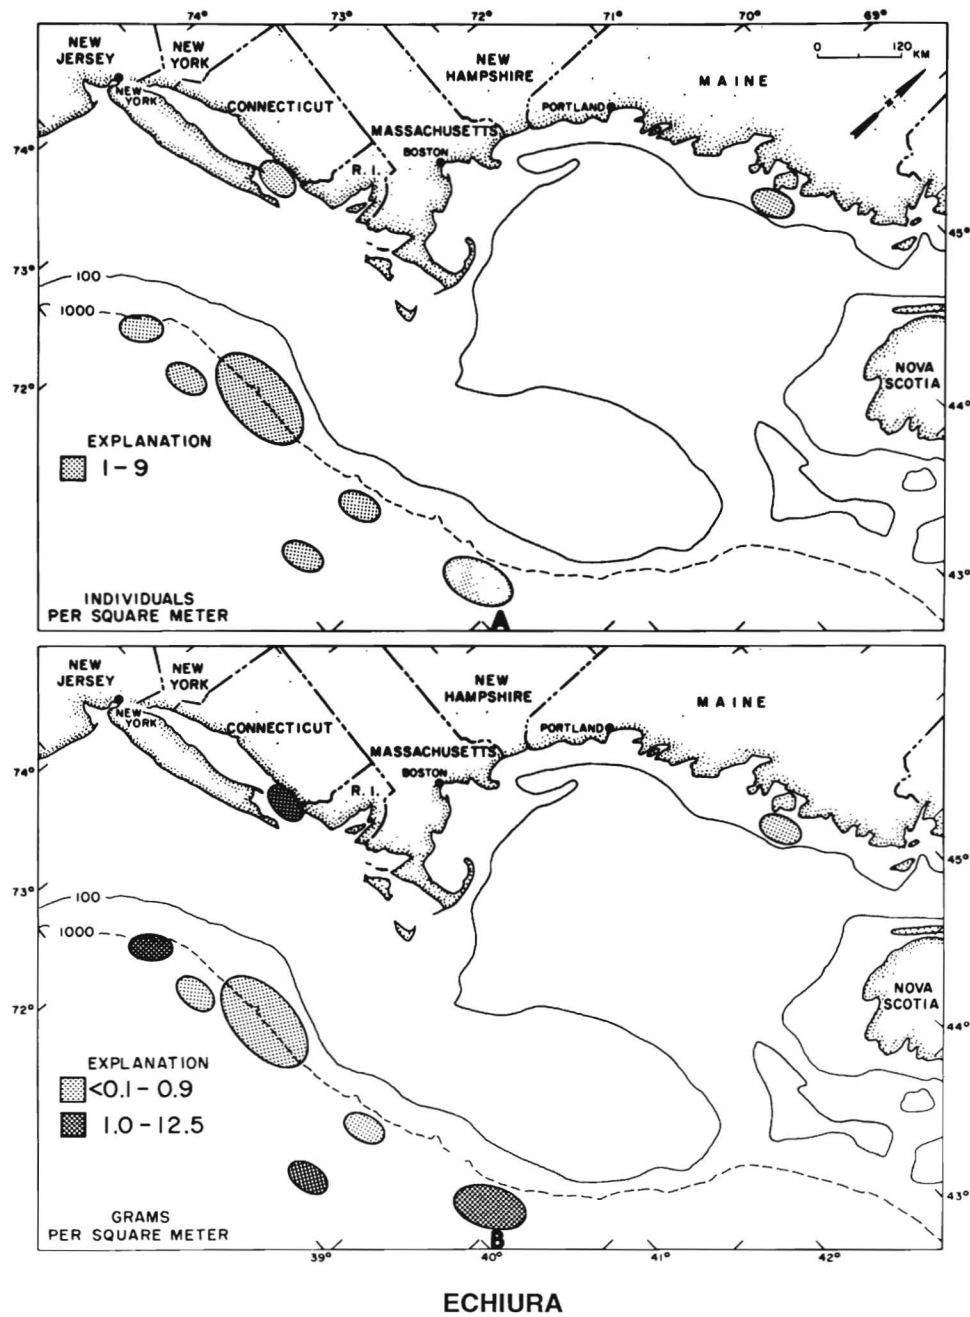 74° 73° 72° 71° 70° 69°
NEW
JERSEY
NEW
YORK
NEW
YORK
CONNECTICUT
NEW
HAMPSHIRE
MAINE
0 120 KM
PORTLAND
MASSACHUSETTS
BOSTON
R. I.
74°
45°
73°
100
1000
72°
NOVA
SCOTIA
44°
EXPLANATION
1-9
43°
INDIVIDUALS
PER SQUARE METER
A
NEW
JERSEY
NEW
YORK
NEW
YORK
CONNECTICUT
NEW
HAMPSHIRE
MAINE
PORTLAND
MASSACHUSETTS
BOSTON
R. I.
74°
45°
73°
100
1000
72°
NOVA
SCOTIA
44°
EXPLANATION
<0.1-0.9
1.0-12.5
43°
GRAMS
PER SQUARE METER
B
39° 40° 41° 42°
ECHIURA